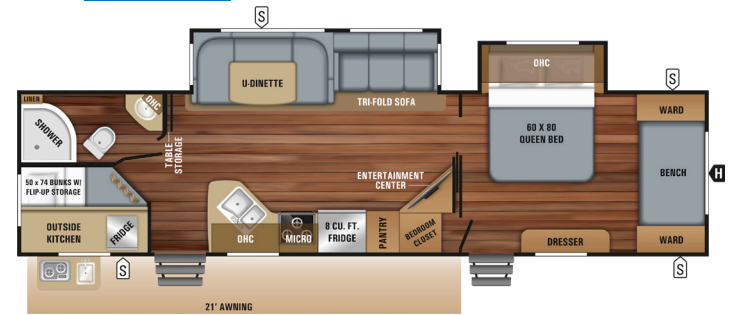 S
U-DINETTE
TRI-FOLD SOFA
OHC
S
60 X 80
QUEEN BED
WARD
BENCH
H
WARD
S
LINEN
OHC
SHOWER
TABLE
STORAGE
50 x 74 BUNKS W/
FLIP-UP STORAGE
ENTERTAINMENT
CENTER
OUTSIDE
KITCHEN
FRIDGE
OHC
MICRO
8 CU. FT.
FRIDGE
PANTRY
BEDROOM
CLOSET
DRESSER
S
21' AWNING